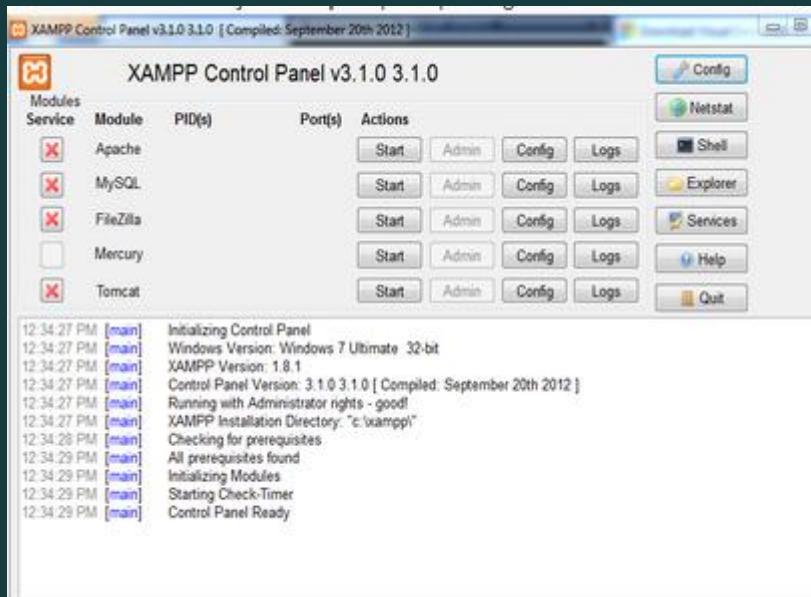 XAMPP Control Panel v3.1.0 3.1.0 [ Compiled: September 20th 2012 ]
XAMPP Control Panel v3.1.0 3.1.0
Config
Modules
Service Module PID(s) Port(s) Actions
Netstat
Apache Start Admin Config Logs
Shell
MySQL Start Admin Config Logs
Explorer
FileZilla Start Admin Config Logs
Services
Mercury Start Admin Config Logs
Help
Tomcat Start Admin Config Logs
Quit
12:34:27 PM [main] Initializing Control Panel
12:34:27 PM [main] Windows Version: Windows 7 Ultimate 32-bit
12:34:27 PM [main] XAMPP Version: 1.8.1
12:34:27 PM [main] Control Panel Version: 3.1.0 3.1.0 [ Compiled: September 20th 2012 ]
12:34:27 PM [main] Running with Administrator rights - good!
12:34:27 PM [main] XAMPP Installation Directory: "c:\xampp\"
12:34:28 PM [main] Checking for prerequisites
12:34:29 PM [main] All prerequisites found
12:34:29 PM [main] Initializing Modules
12:34:29 PM [main] Starting Check-Timer
12:34:29 PM [main] Control Panel Ready